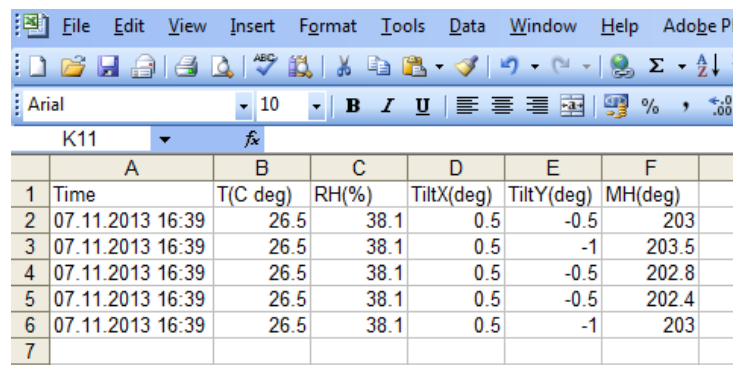 File Edit View Insert Format Tools Data Window Help Adobe P
ABC Σ A Z
Arial 10 B I U a % , .0 .00
K11 fx
A B C D E F
1 Time T(C deg) RH(%) TiltX(deg) TiltY(deg) MH(deg)
2 07.11.2013 16:39 26.5 38.1 0.5 -0.5 203
3 07.11.2013 16:39 26.5 38.1 0.5 -1 203.5
4 07.11.2013 16:39 26.5 38.1 0.5 -0.5 202.8
5 07.11.2013 16:39 26.5 38.1 0.5 -0.5 202.4
6 07.11.2013 16:39 26.5 38.1 0.5 -1 203
7